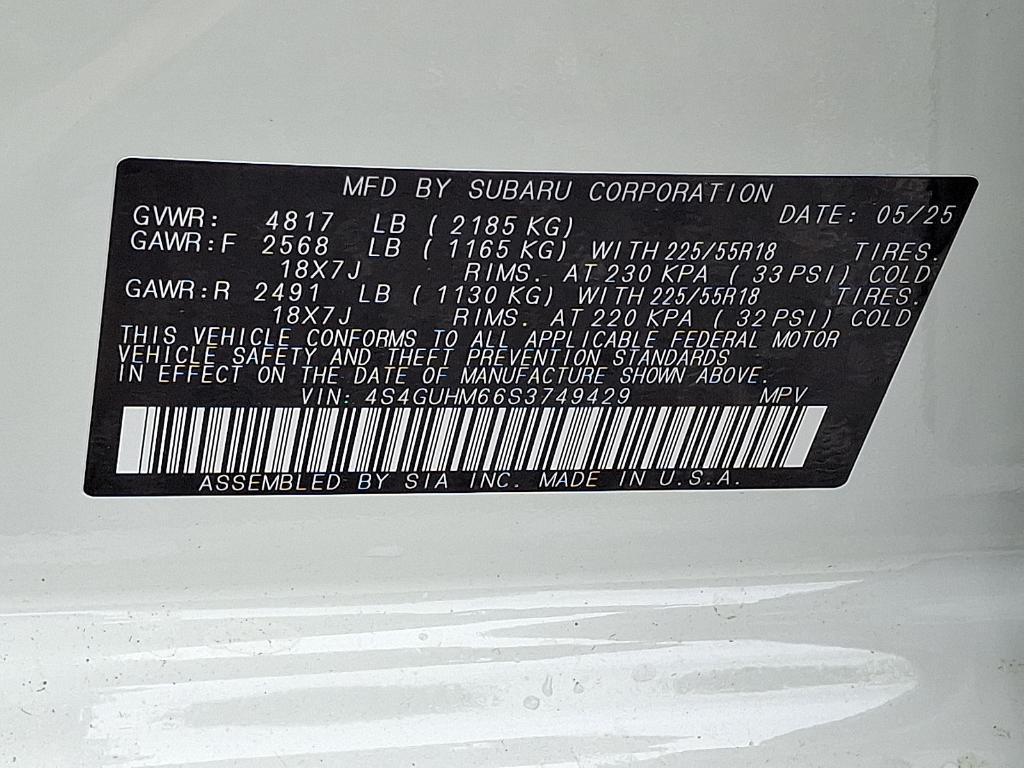 MFD BY SUBARU CORPORATION
GVWR: 4817 LB ( 2185 KG) DATE: 05/25
GAWR:F 2568 LB ( 1165 KG) WITH 225/55R18 TIRES.
18X7J RIMS. AT 230 KPA ( 33 PSI) COLD
GAWR:R 2491 LB ( 1130 KG) WITH 225/55R18 TIRES.
18X7J RIMS. AT 220 KPA ( 32 PSI) COLD
THIS VEHICLE CONFORMS TO ALL APPLICABLE FEDERAL MOTOR
VEHICLE SAFETY AND THEFT PREVENTION STANDARDS
IN EFFECT ON THE DATE OF MANUFACTURE SHOWN ABOVE.
VIN: 4S4GUHM66S3749429 MPV
ASSEMBLED BY SIA INC. MADE IN U.S.A.